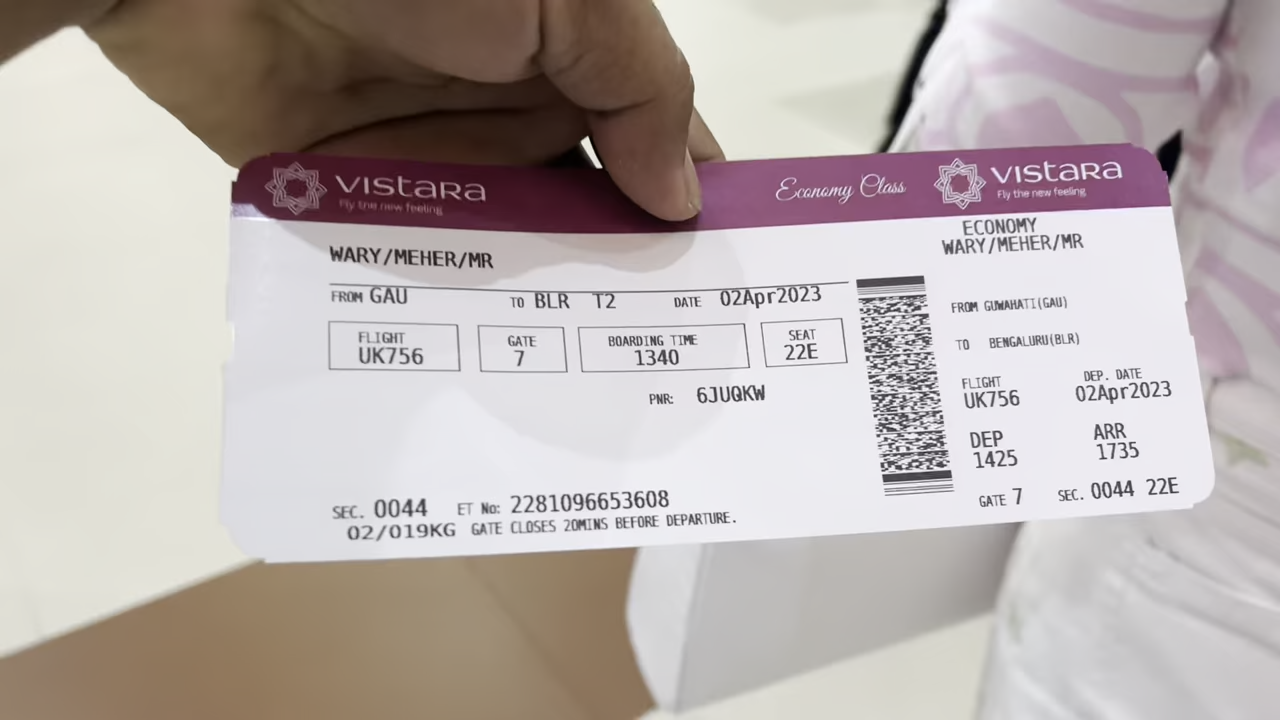 VISTARA
Fly the new feeling
Economy Class
WARY/MEHER/MR
FROM GAU TO BLR T2 DATE 02Apr2023
FLIGHT GATE BOARDING TIME SEAT
UK756 7 1340 22E
PNR: 6JUQKW
SEC. 0044 ET No: 2281096653608
02/019KG GATE CLOSES 20MINS BEFORE DEPARTURE.
VISTARA
Fly the new feeling
ECONOMY
WARY/MEHER/MR
FROM GUWAHATI(GAU)
TO BENGALURU(BLR)
FLIGHT DEP. DATE
UK756 02Apr2023
DEP ARR
1425 1735
GATE 7 SEC. 0044 22E